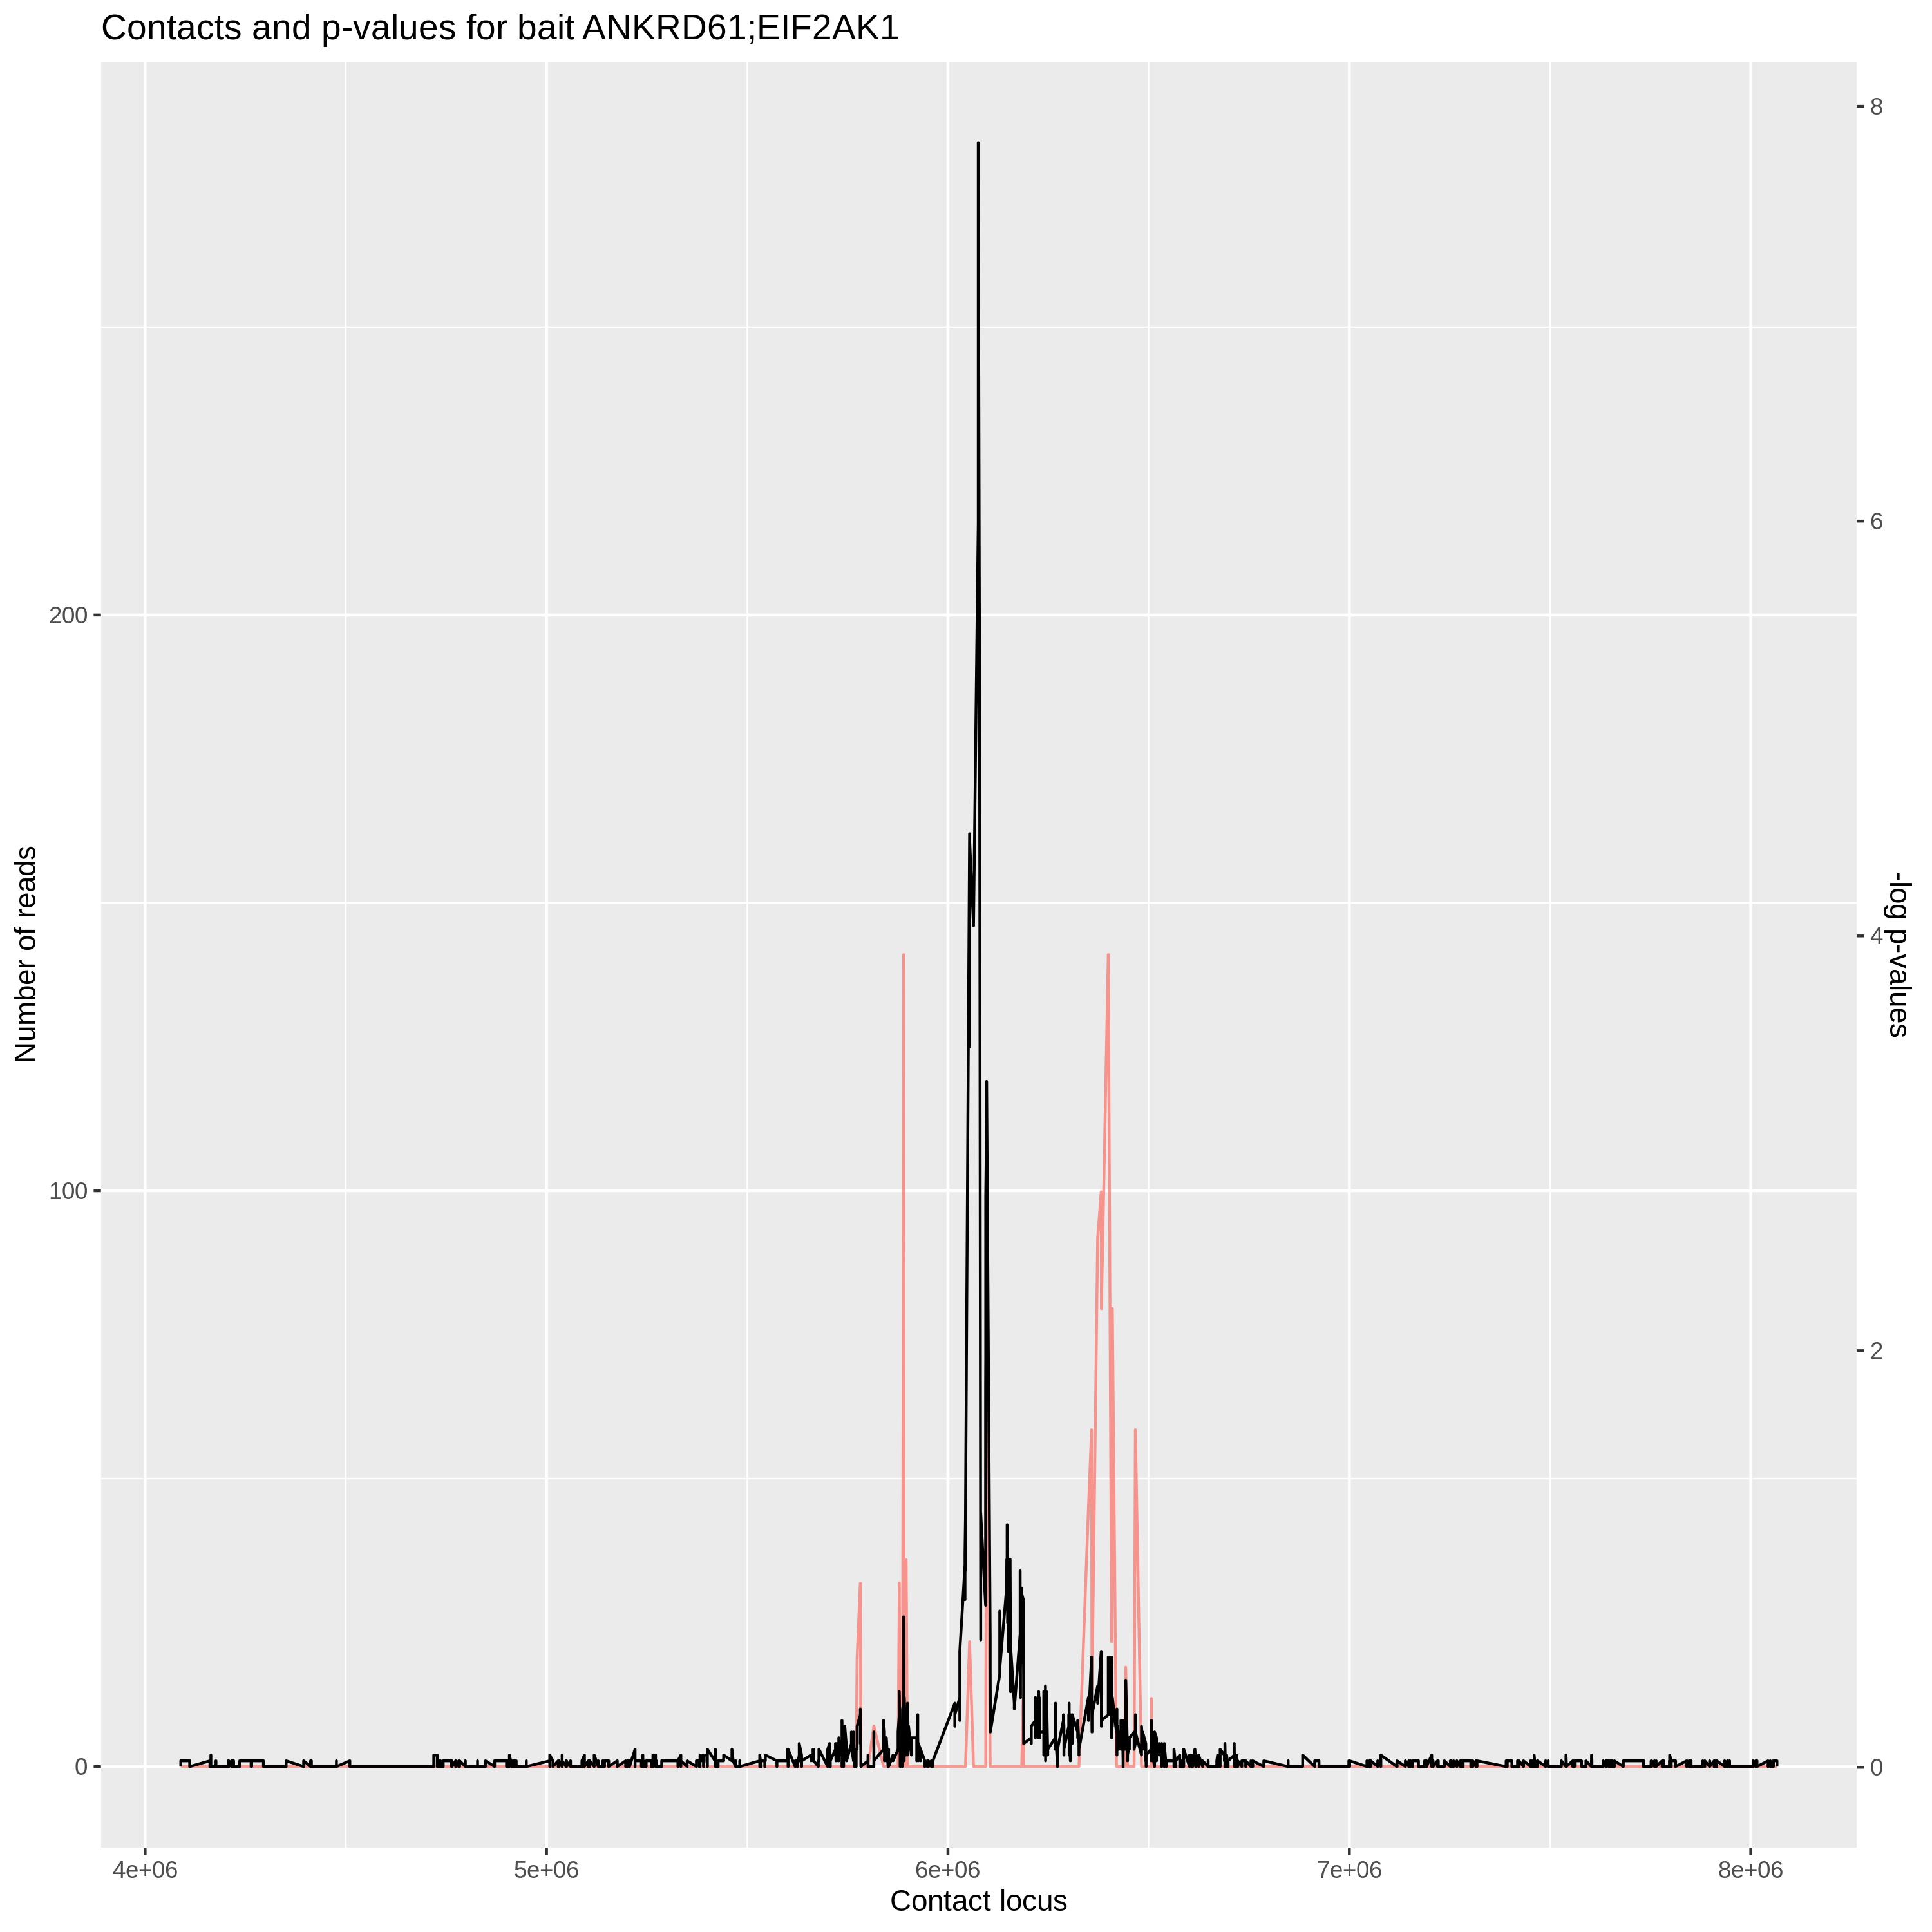 Contacts and p-values for bait ANKRD61;EIF2AK1
8
6
200
Number of reads
-log p-values
4
100
2
0
0
4e+06
5e+06
6e+06
7e+06
8e+06
Contact locus